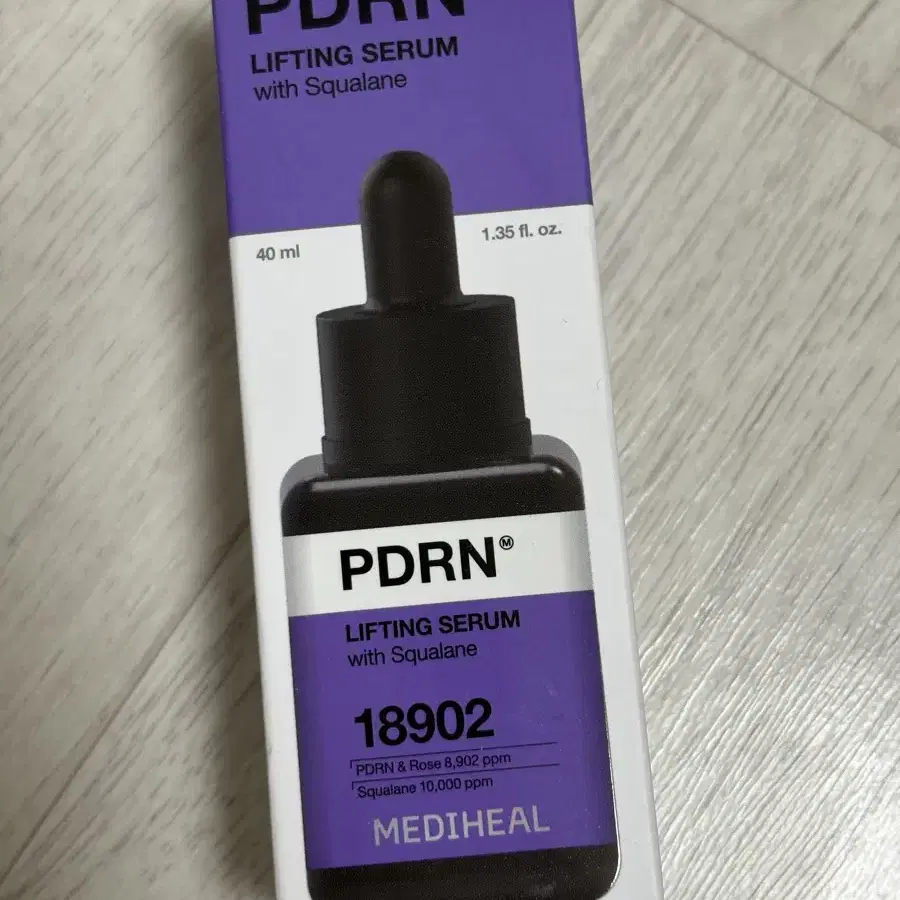 PDRN
LIFTING SERUM
with Squalane
40 ml
1.35 fl. oz.
PDRNⓂ
LIFTING SERUM
with Squalane
18902
PDRN & Rose 8,902 ppm
Squalane 10,000 ppm
MEDIHEAL